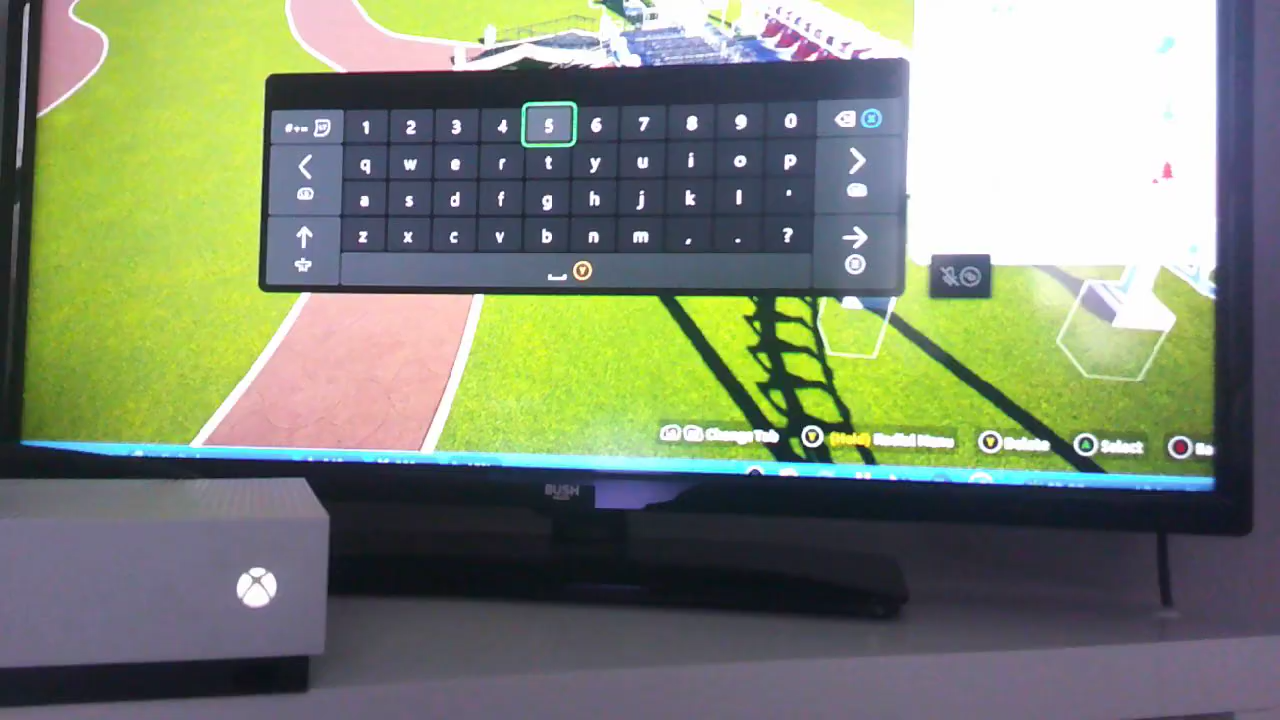 #+= 1 2 3 4 5 6 7 8 9 0
q w e r t y u i o p
a s d f g h j k l '
z x c v b n m , . ?
Y
Change Tab Y (Hold) Radial Menu Y Delete A Select
BUSH